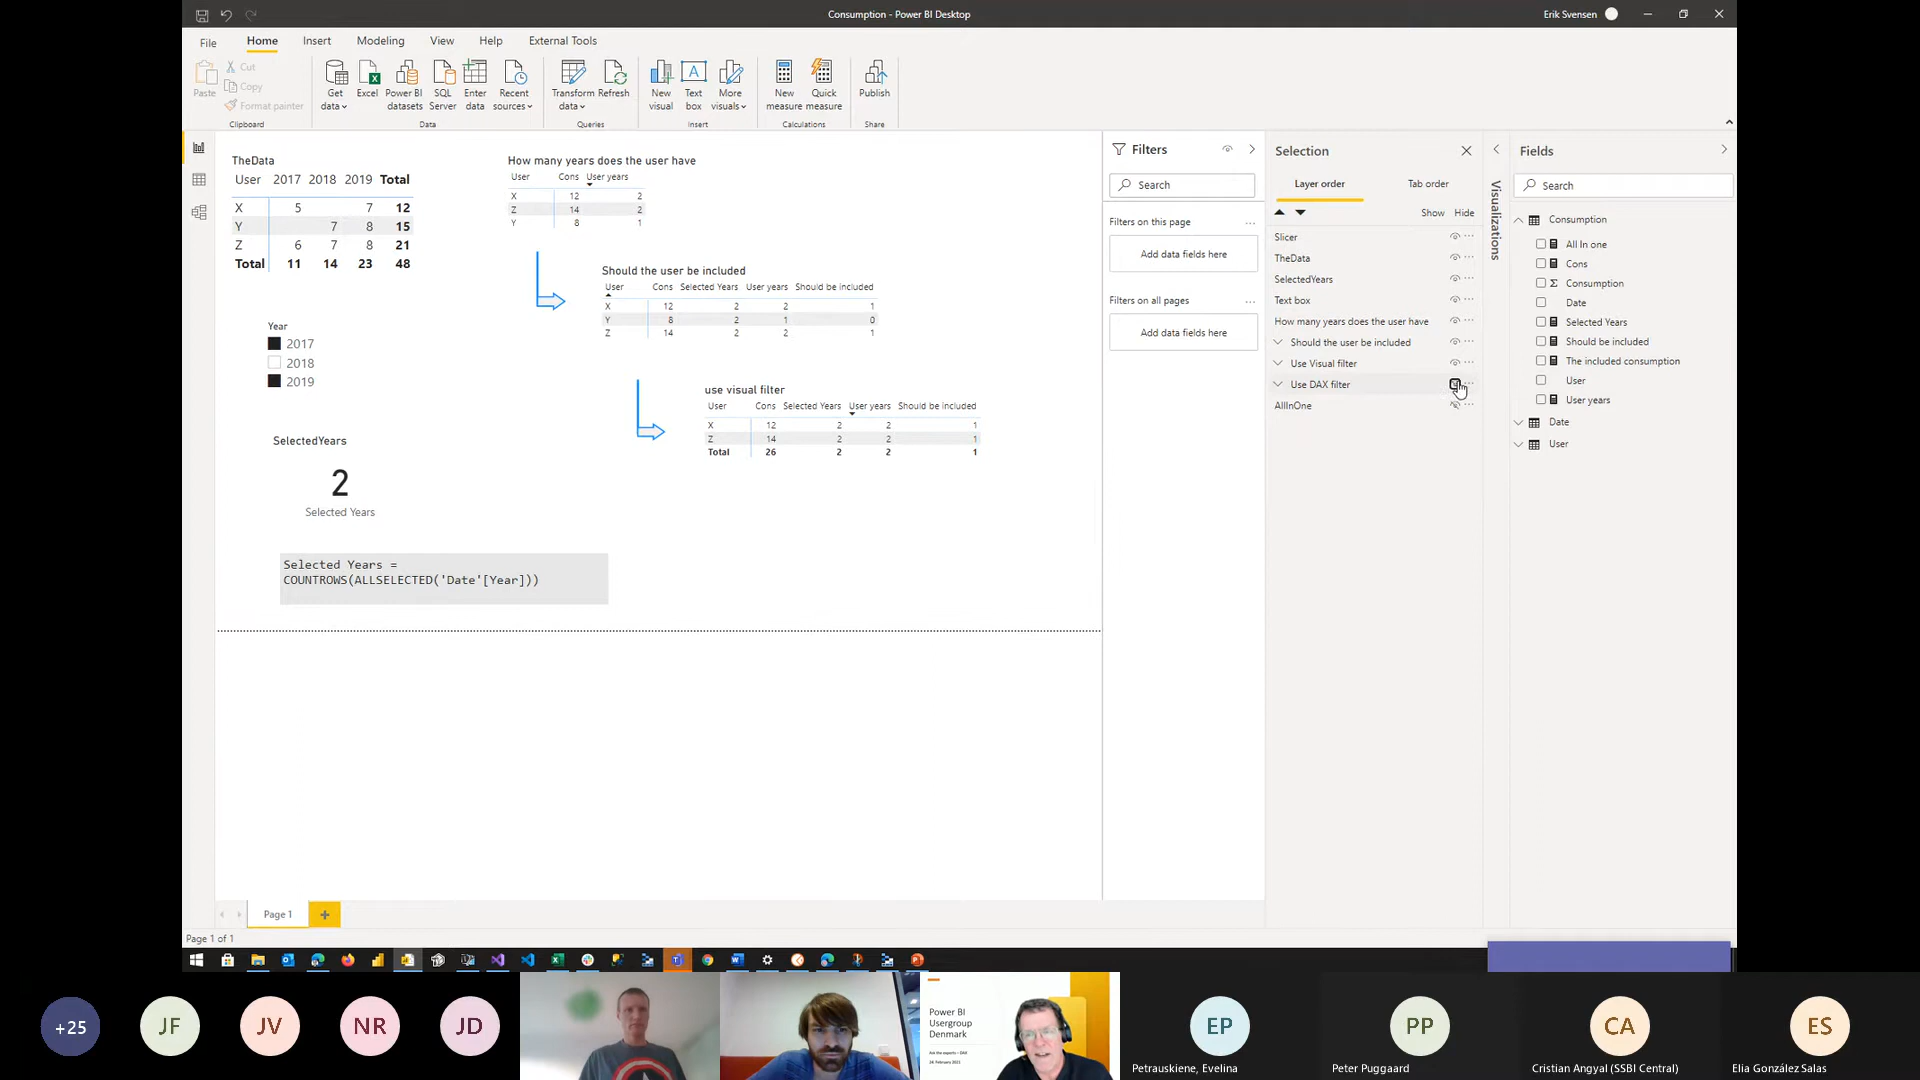 Consumption - Power BI Desktop
Erik Svensen
File Home Insert Modeling View Help External Tools
Paste
Cut
Copy
Format painter
Clipboard
Get data
Excel
Power BI datasets
SQL Server
Enter data
Recent sources
Data
Transform data
Refresh
Queries
New visual
Text box
More visuals
Insert
New measure
Quick measure
Calculations
Publish
Share
TheData
User 2017 2018 2019 Total
X 5 7 12
Y 7 8 15
Z 6 7 8 21
Total 11 14 23 48
Year
2017
2018
2019
SelectedYears
2
Selected Years
Selected Years =
COUNTROWS(ALLSELECTED('Date'[Year]))
How many years does the user have
User Cons User years
X 12 2
Z 14 2
Y 8 1
Should the user be included
User Cons Selected Years User years Should be included
X 12 2 2 1
Y 8 2 1 0
Z 14 2 2 1
use visual filter
User Cons Selected Years User years Should be included
X 12 2 2 1
Z 14 2 2 1
Total 26 2 2 1
Filters
Search
Filters on this page
Add data fields here
Filters on all pages
Add data fields here
Selection
Layer order Tab order
Show Hide
Slicer
TheData
SelectedYears
Text box
How many years does the user have
Should the user be included
Use Visual filter
Use DAX filter
AllInOne
Visualizations
Fields
Search
Consumption
All In one
Cons
Consumption
Date
Selected Years
Should be included
The included consumption
User
User years
Date
User
Page 1
Page 1 of 1
+25
JF
JV
NR
JD
Power BI
Usergroup
Denmark
Ask the experts – DAX
EP
Petrauskiene, Evelina
PP
Peter Puggaard
CA
Cristian Angyal (SSBI Central)
ES
Elia González Salas